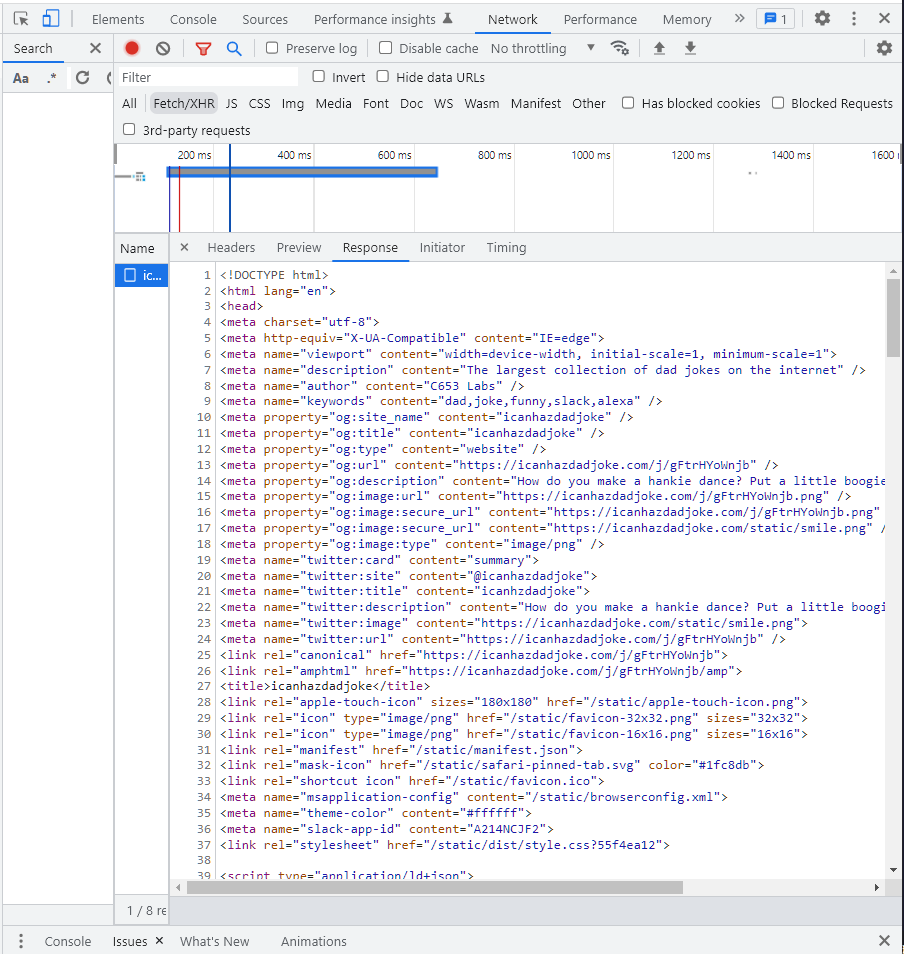 Elements Console Sources Performance insights Network Performance Memory » 1
Search
Preserve log Disable cache No throttling
Aa .*
Filter Invert Hide data URLs
All Fetch/XHR JS CSS Img Media Font Doc WS Wasm Manifest Other Has blocked cookies Blocked Requests
3rd-party requests
200 ms 400 ms 600 ms 800 ms 1000 ms 1200 ms 1400 ms 1600
Name × Headers Preview Response Initiator Timing
ic...
1 <!DOCTYPE html>
2 <html lang="en">
3 <head>
4 <meta charset="utf-8">
5 <meta http-equiv="X-UA-Compatible" content="IE=edge">
6 <meta name="viewport" content="width=device-width, initial-scale=1, minimum-scale=1">
7 <meta name="description" content="The largest collection of dad jokes on the internet" />
8 <meta name="author" content="C653 Labs" />
9 <meta name="keywords" content="dad,joke,funny,slack,alexa" />
10 <meta property="og:site_name" content="icanhazdadjoke" />
11 <meta property="og:title" content="icanhazdadjoke" />
12 <meta property="og:type" content="website" />
13 <meta property="og:url" content="https://icanhazdadjoke.com/j/gFtrHYoWnjb" />
14 <meta property="og:description" content="How do you make a hankie dance? Put a little boogie
15 <meta property="og:image:url" content="https://icanhazdadjoke.com/j/gFtrHYoWnjb.png" />
16 <meta property="og:image:secure_url" content="https://icanhazdadjoke.com/j/gFtrHYoWnjb.png"
17 <meta property="og:image:secure_url" content="https://icanhazdadjoke.com/static/smile.png" /
18 <meta property="og:image:type" content="image/png" />
19 <meta name="twitter:card" content="summary">
20 <meta name="twitter:site" content="@icanhazdadjoke">
21 <meta name="twitter:title" content="icanhazdadjoke">
22 <meta name="twitter:description" content="How do you make a hankie dance? Put a little boogi
23 <meta name="twitter:image" content="https://icanhazdadjoke.com/static/smile.png">
24 <meta name="twitter:url" content="https://icanhazdadjoke.com/j/gFtrHYoWnjb" />
25 <link rel="canonical" href="https://icanhazdadjoke.com/j/gFtrHYoWnjb">
26 <link rel="amphtml" href="https://icanhazdadjoke.com/j/gFtrHYoWnjb/amp">
27 <title>icanhazdadjoke</title>
28 <link rel="apple-touch-icon" sizes="180x180" href="/static/apple-touch-icon.png">
29 <link rel="icon" type="image/png" href="/static/favicon-32x32.png" sizes="32x32">
30 <link rel="icon" type="image/png" href="/static/favicon-16x16.png" sizes="16x16">
31 <link rel="manifest" href="/static/manifest.json">
32 <link rel="mask-icon" href="/static/safari-pinned-tab.svg" color="#1fc8db">
33 <link rel="shortcut icon" href="/static/favicon.ico">
34 <meta name="msapplication-config" content="/static/browserconfig.xml">
35 <meta name="theme-color" content="#ffffff">
36 <meta name="slack-app-id" content="A214NCJF2">
37 <link rel="stylesheet" href="/static/dist/style.css?55f4ea12">
38
39 <script type="application/ld+json">
1 / 8 re
Console Issues × What's New Animations